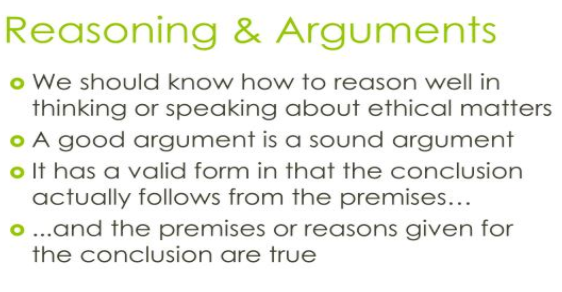 Reasoning & Arguments
We should know how to reason well in
thinking or speaking about ethical matters
A good argument is a sound argument
It has a valid form in that the conclusion
actually follows from the premises...
...and the premises or reasons given for
the conclusion are true